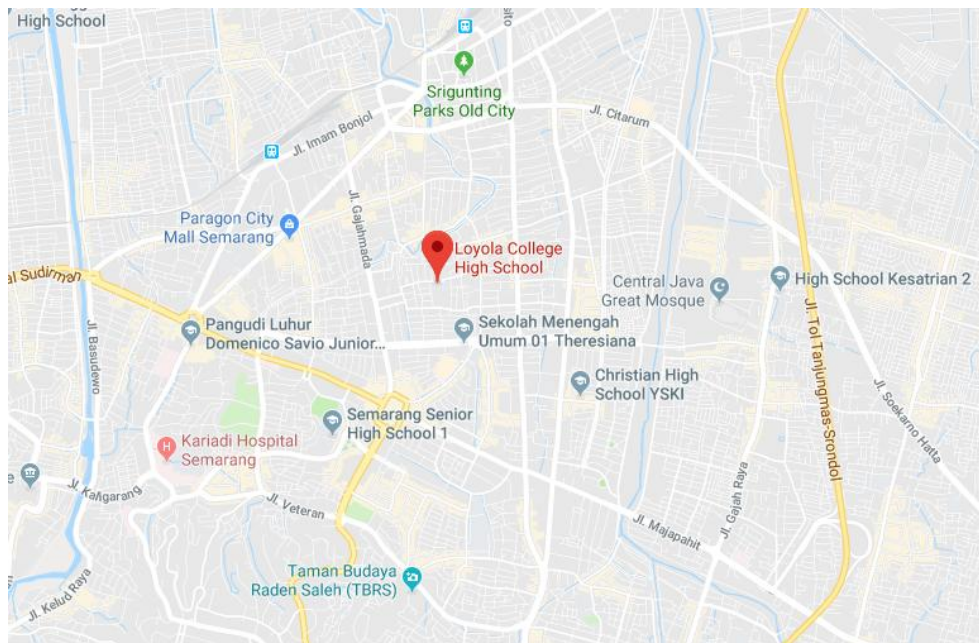 High School
Srigunting
Parks Old City
Jl. Citarum
Jl. Imam Bonjol
Jl. Gajahmada
Paragon City
Mall Semarang
Loyola College
High School
al Sudirman
Central Java
Great Mosque
High School Kesatrian 2
Jl. Basudewo
Pangudi Luhur
Domenico Savio Junior...
Sekolah Menengah
Umum 01 Theresiana
Jl. Tol Tanjungmas-Srondol
Christian High
School YSKI
Jl. Soekarno Hatta
Semarang Senior
High School 1
Kariadi Hospital
Semarang
Jl. Kaligarang
Jl. Veteran
Jl. Gajah Raya
Jl. Majapahit
Taman Budaya
Raden Saleh (TBRS)
Jl. Kelud Raya